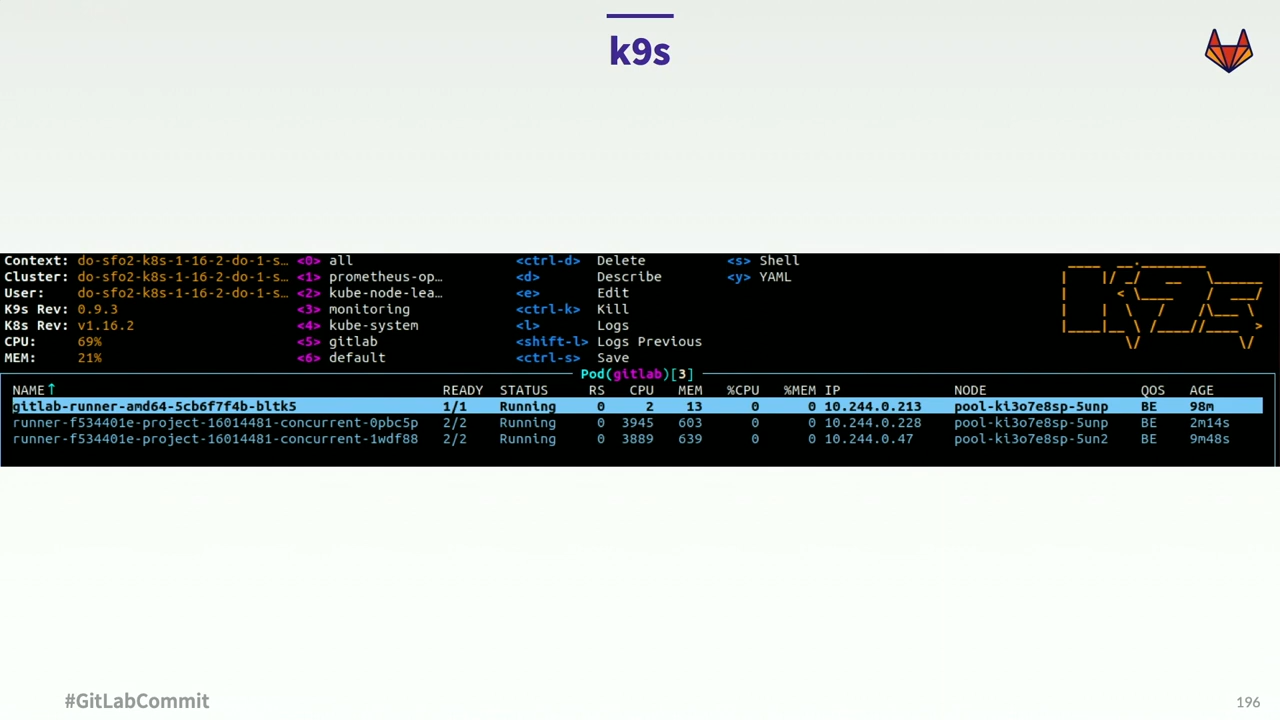 k9s
Context: do-sfo2-k8s-1-16-2-do-1-s… <0> all <ctrl-d> Delete <s> Shell
Cluster: do-sfo2-k8s-1-16-2-do-1-s… <1> prometheus-op… <d> Describe <y> YAML
User: do-sfo2-k8s-1-16-2-do-1-s… <2> kube-node-lea… <e> Edit
K9s Rev: 0.9.3 <3> monitoring <ctrl-k> Kill
K8s Rev: v1.16.2 <4> kube-system <l> Logs
CPU: 69% <5> gitlab <shift-l> Logs Previous
MEM: 21% <6> default <ctrl-s> Save
Pod(gitlab)[3]
NAME↑ READY STATUS RS CPU MEM %CPU %MEM IP NODE QOS AGE
gitlab-runner-amd64-5cb6f7f4b-bltk5 1/1 Running 0 2 13 0 0 10.244.0.213 pool-ki3o7e8sp-5unp BE 98m
runner-f534401e-project-16014481-concurrent-0pbc5p 2/2 Running 0 3945 603 0 0 10.244.0.228 pool-ki3o7e8sp-5unp BE 2m14s
runner-f534401e-project-16014481-concurrent-1wdf88 2/2 Running 0 3889 639 0 0 10.244.0.47 pool-ki3o7e8sp-5un2 BE 9m48s
#GitLabCommit
196